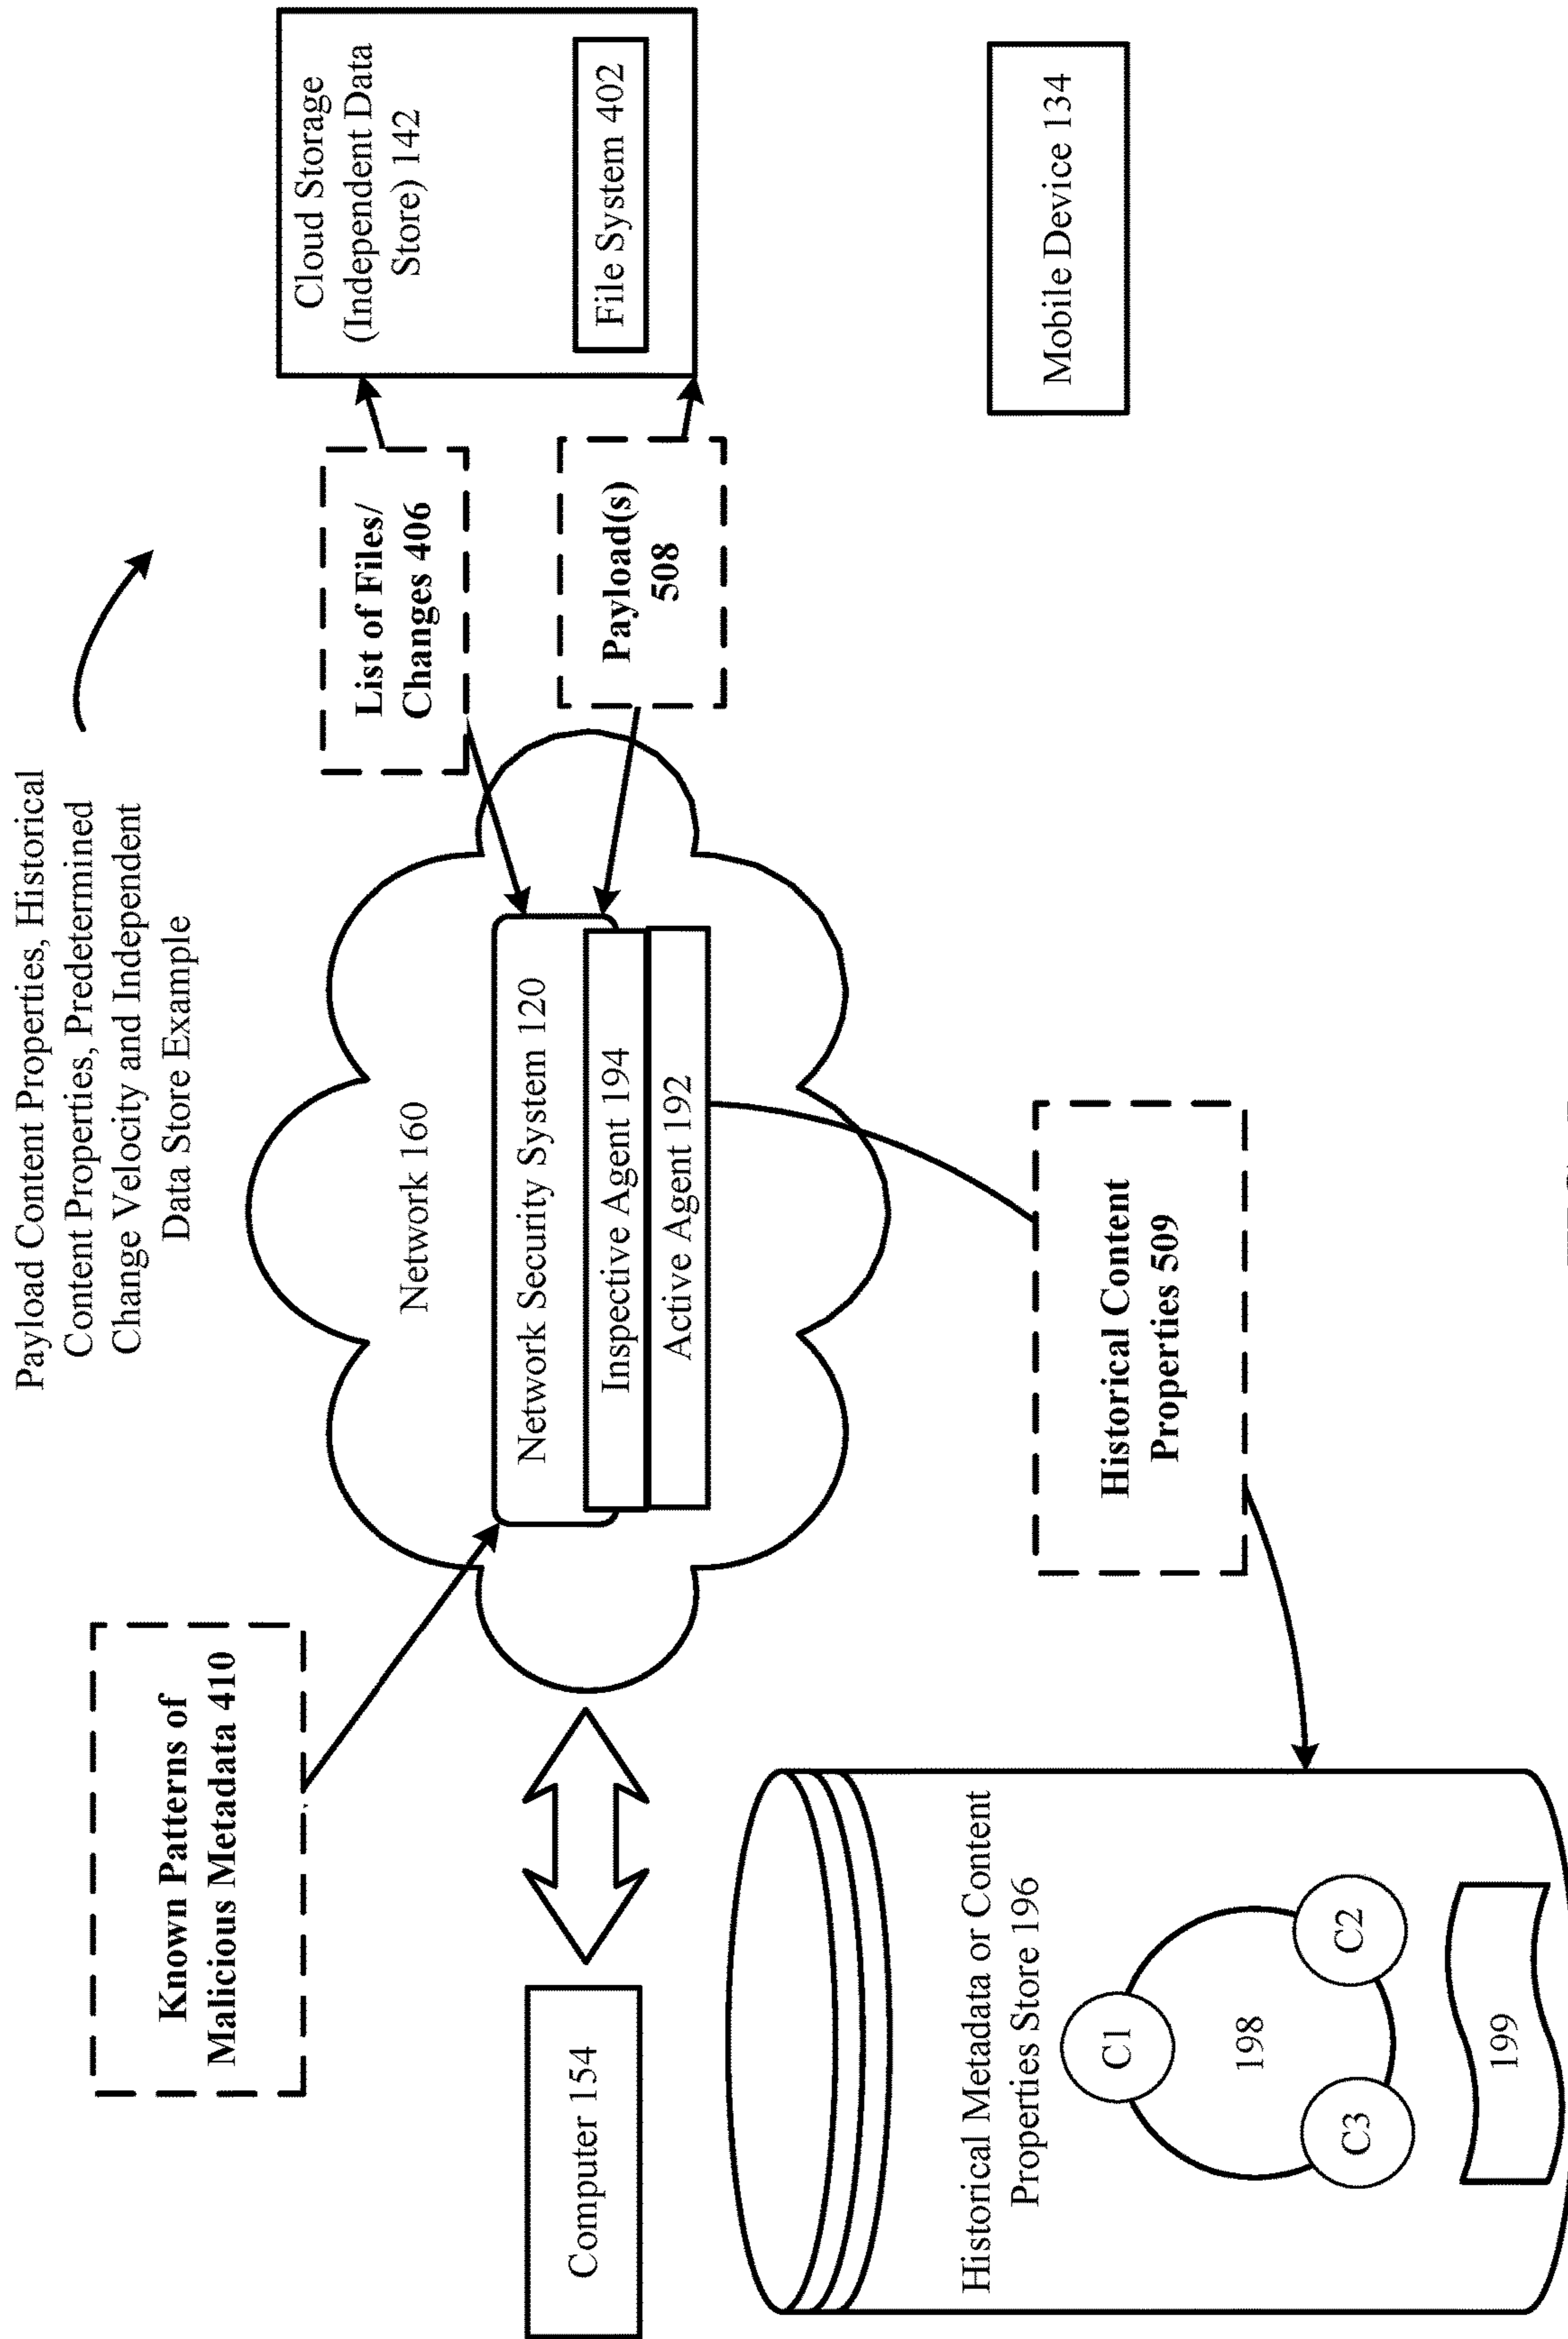 Payload Content Properties, Historical
Content Properties, Predetermined
Change Velocity and Independent
Data Store Example
Known Patterns of
Malicious Metadata 410
Network 160
List of Files/
Changes 406
Cloud Storage
(Independent Data
Store) 142
File System 402
Computer 154
Network Security System 120
Inspective Agent 194
Active Agent 192
Payload(s)
508
Historical Metadata or Content
Properties Store 196
C1
198
C3
C2
199
Historical Content
Properties 509
Mobile Device 134